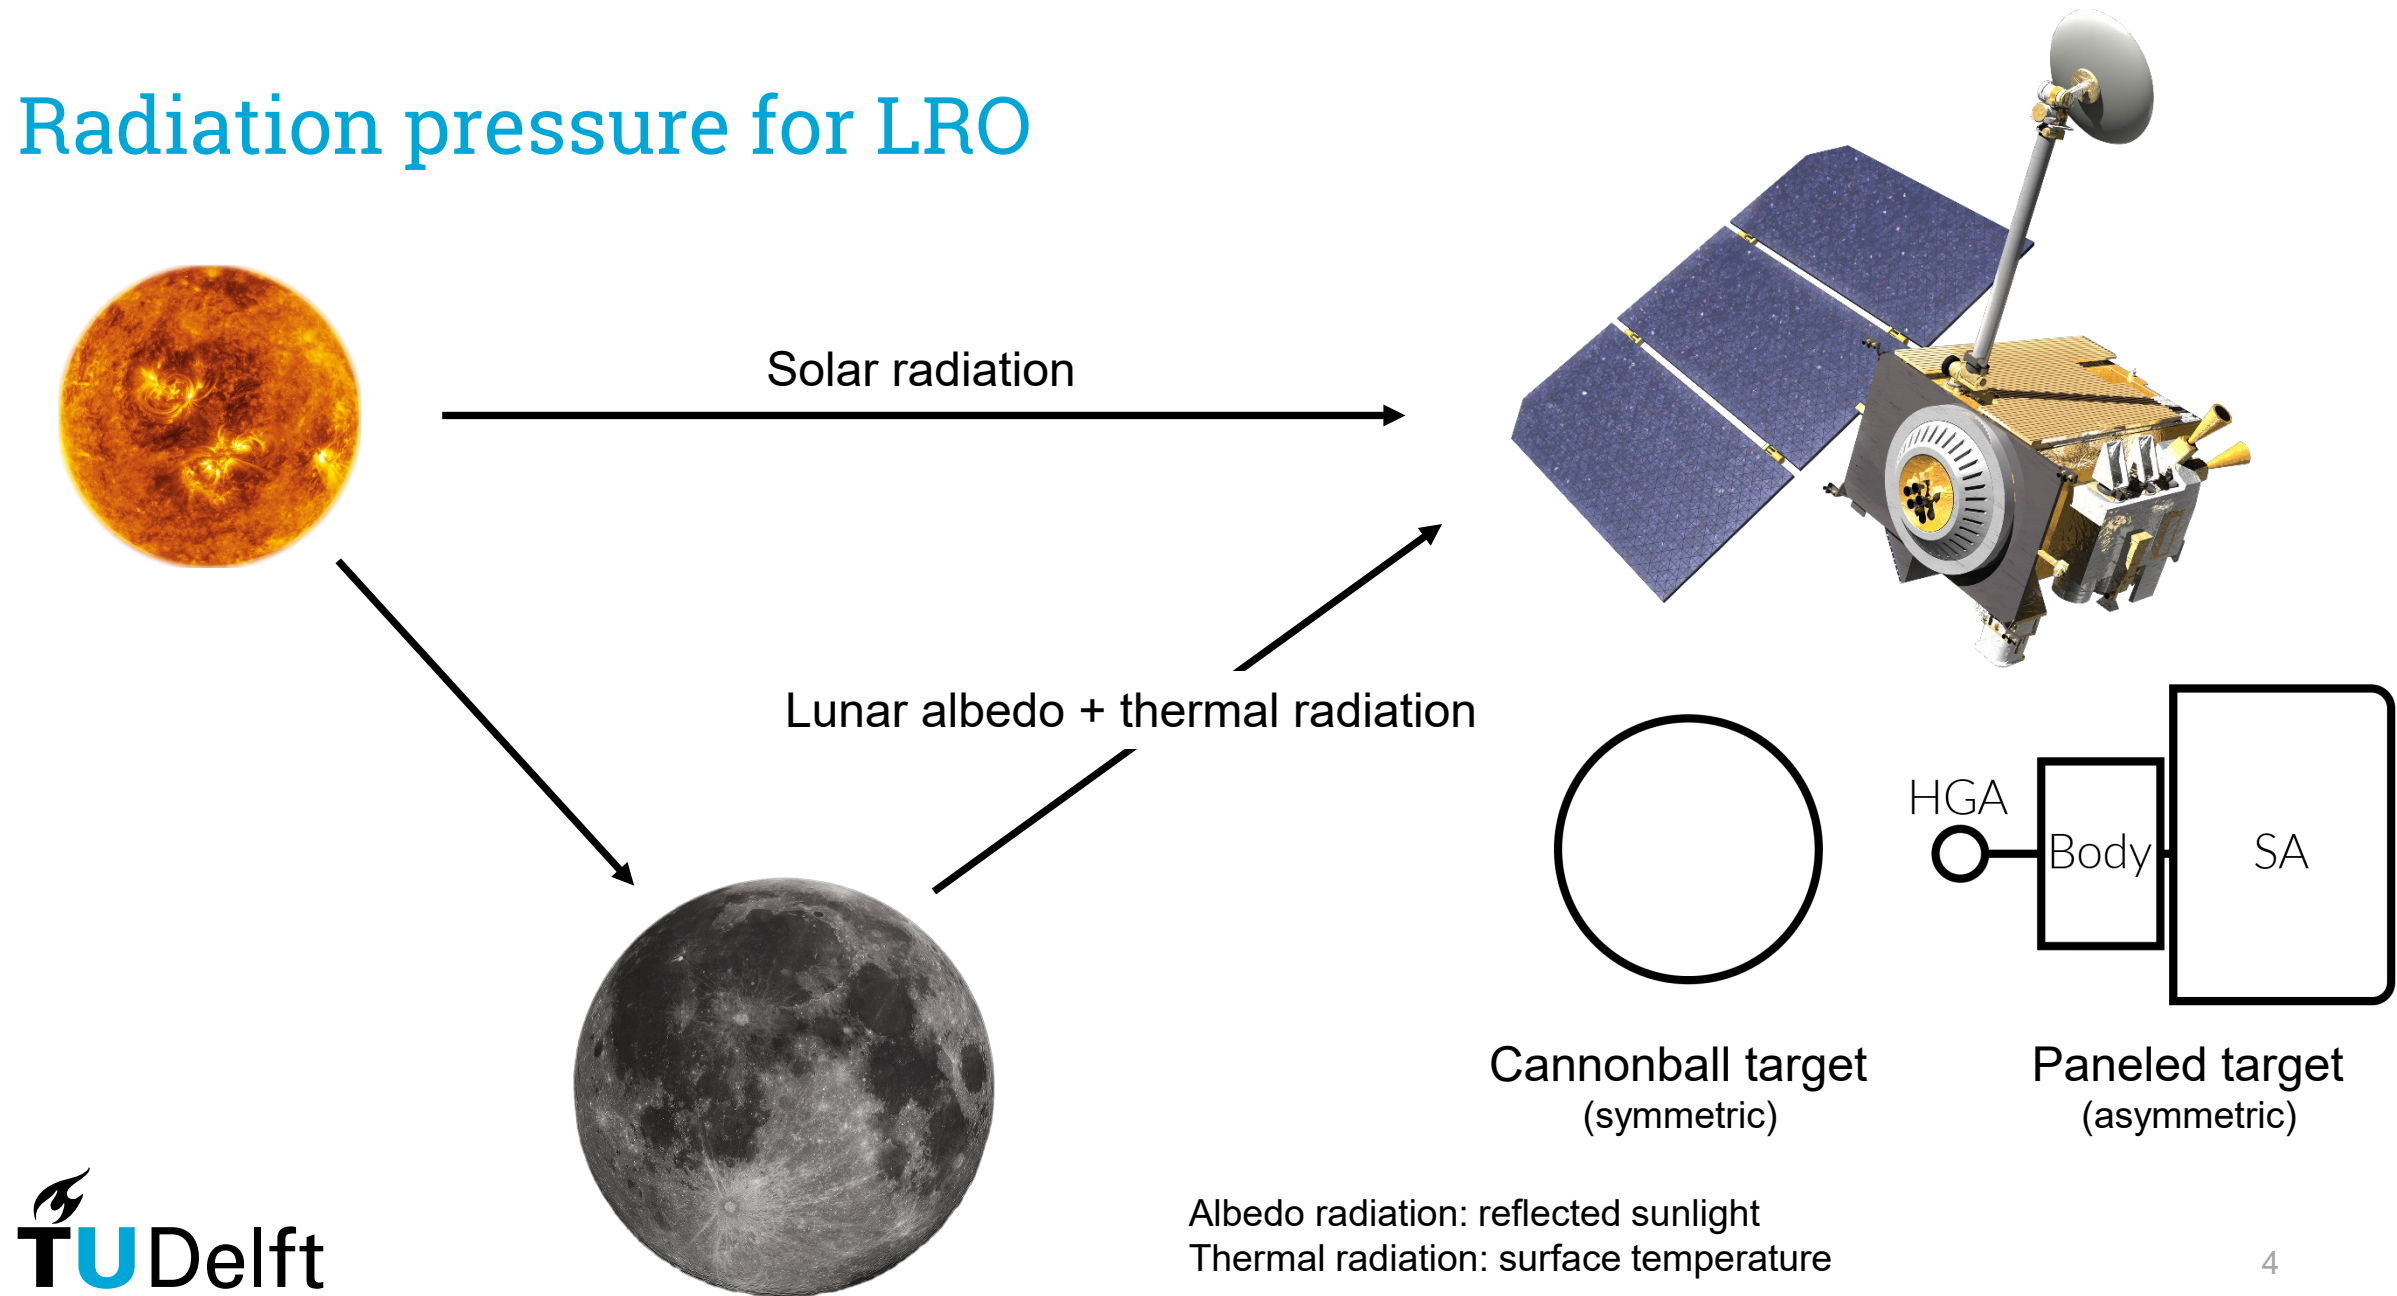 Radiation pressure for LRO
Solar radiation
Lunar albedo + thermal radiation
HGA
Body
SA
Cannonball target
(symmetric)
Paneled target
(asymmetric)
Albedo radiation: reflected sunlight
Thermal radiation: surface temperature
TUDelft
4